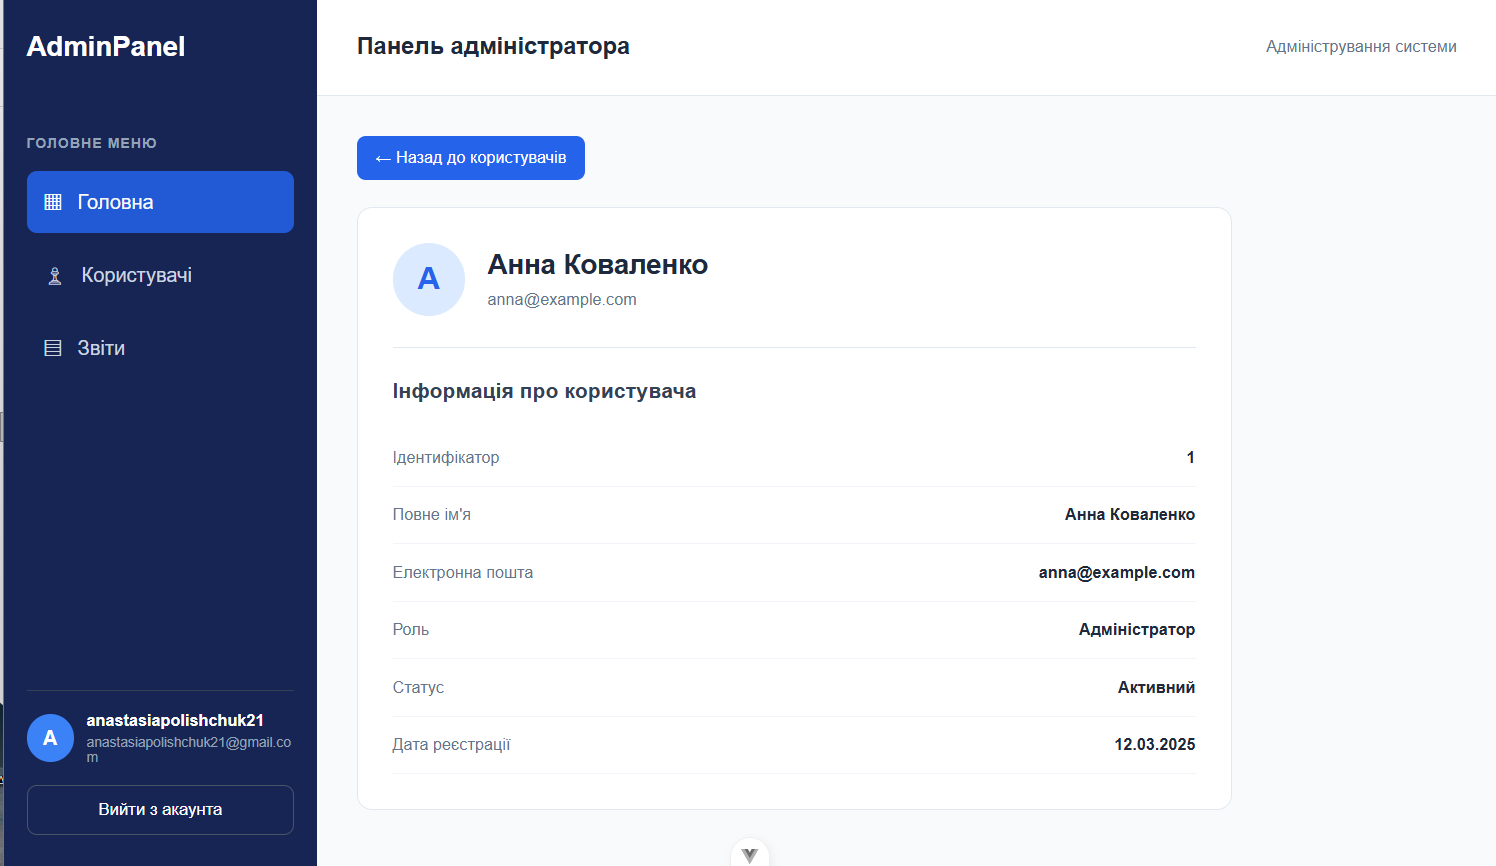 AdminPanel
ГОЛОВНЕ МЕНЮ
Головна
Користувачі
Звіти
A
anastasiapolishchuk21
anastasiapolishchuk21@gmail.co
m
Вийти з акаунта
Панель адміністратора
Адміністрування системи
← Назад до користувачів
А
Анна Коваленко
anna@example.com
Інформація про користувача
Ідентифікатор 1
Повне ім'я Анна Коваленко
Електронна пошта anna@example.com
Роль Адміністратор
Статус Активний
Дата реєстрації 12.03.2025